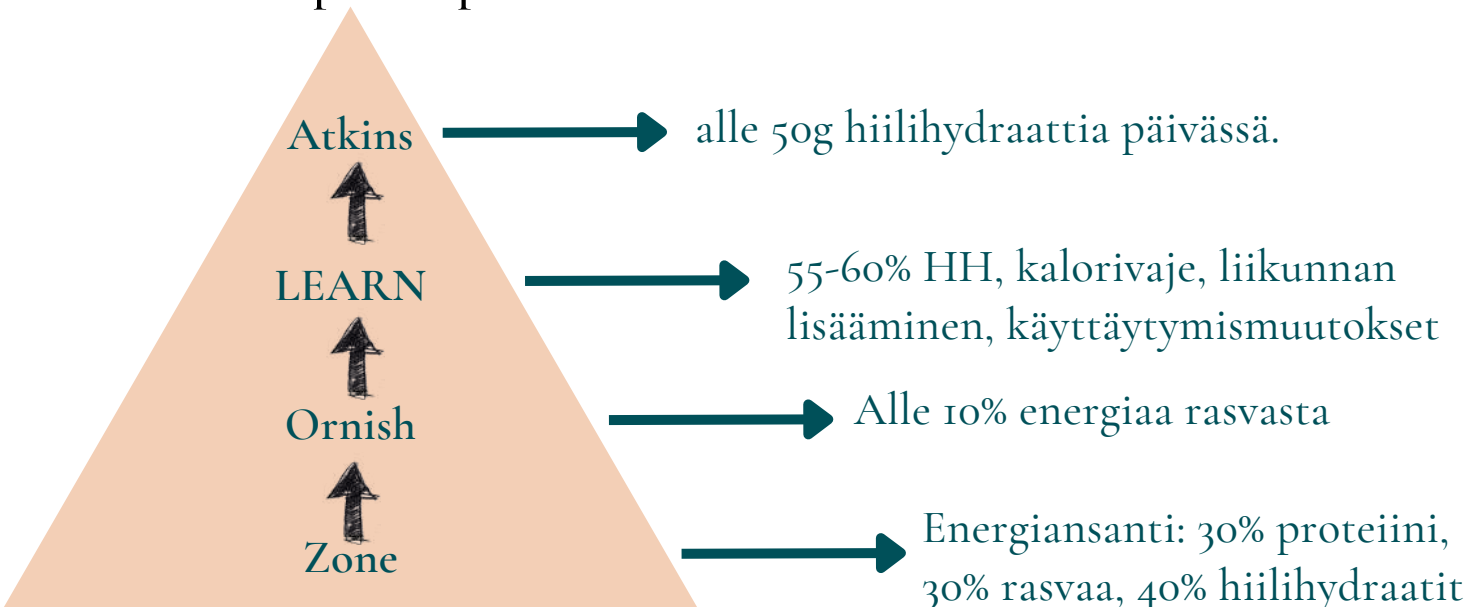 Atkins
alle 50g hiilihydraattia päivässä.
LEARN
55-60% HH, kalorivaje, liikunnan
lisääminen, käyttäytymismuutokset
Ornish
Alle 10% energiaa rasvasta
Zone
Energiansanti: 30% proteiini,
30% rasvaa, 40% hiilihydraatit